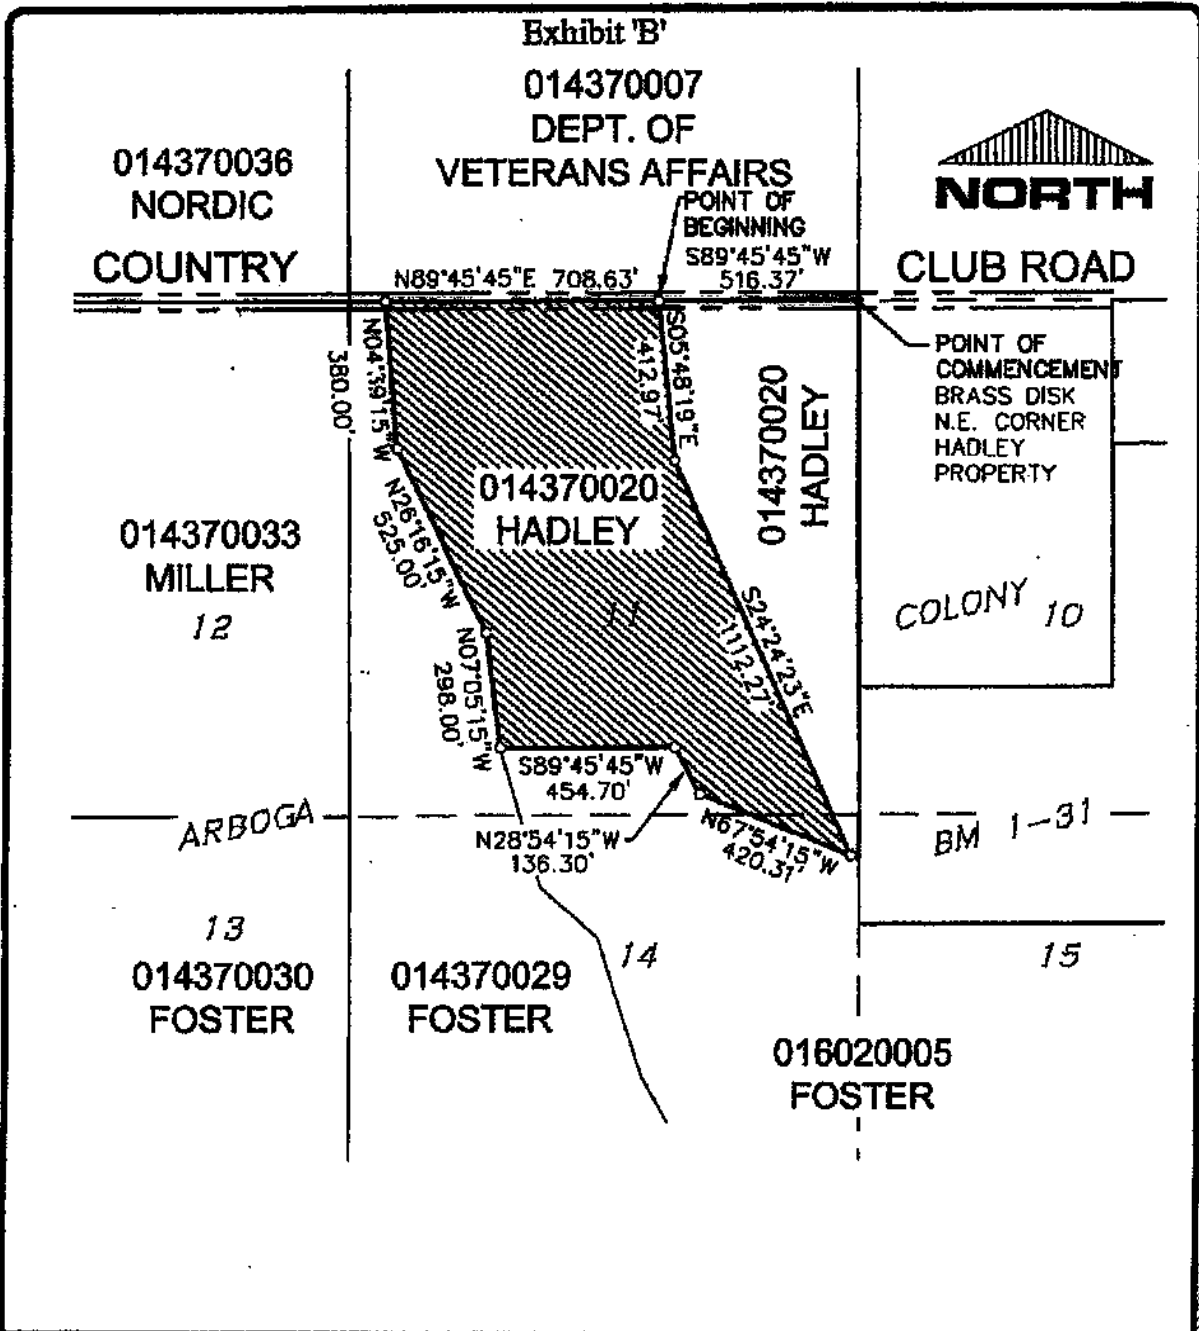 Exhibit 'B'
014370007
DEPT. OF
VETERANS AFFAIRS
014370036
NORDIC
NORTH
POINT OF
BEGINNING
COUNTRY
N89°45'45"E 708.63'
S89°45'45"W
516.37'
CLUB ROAD
POINT OF
COMMENCEMENT
BRASS DISK
N.E. CORNER
HADLEY
PROPERTY
N04°39'15"W
380.00'
S05°48'19"E
412.97'
014370020
HADLEY
014370020
HADLEY
N26°16'15"W
525.00'
014370033
MILLER
12
11
COLONY 10
S24°24'23"E
1112.27'
N07°05'15"W
298.00'
S89°45'45"W
454.70'
ARBOGA
N28°54'15"W
136.30'
N67°54'15"W
420.31'
BM 1-31
13
014370030
FOSTER
014370029
FOSTER
14
15
016020005
FOSTER